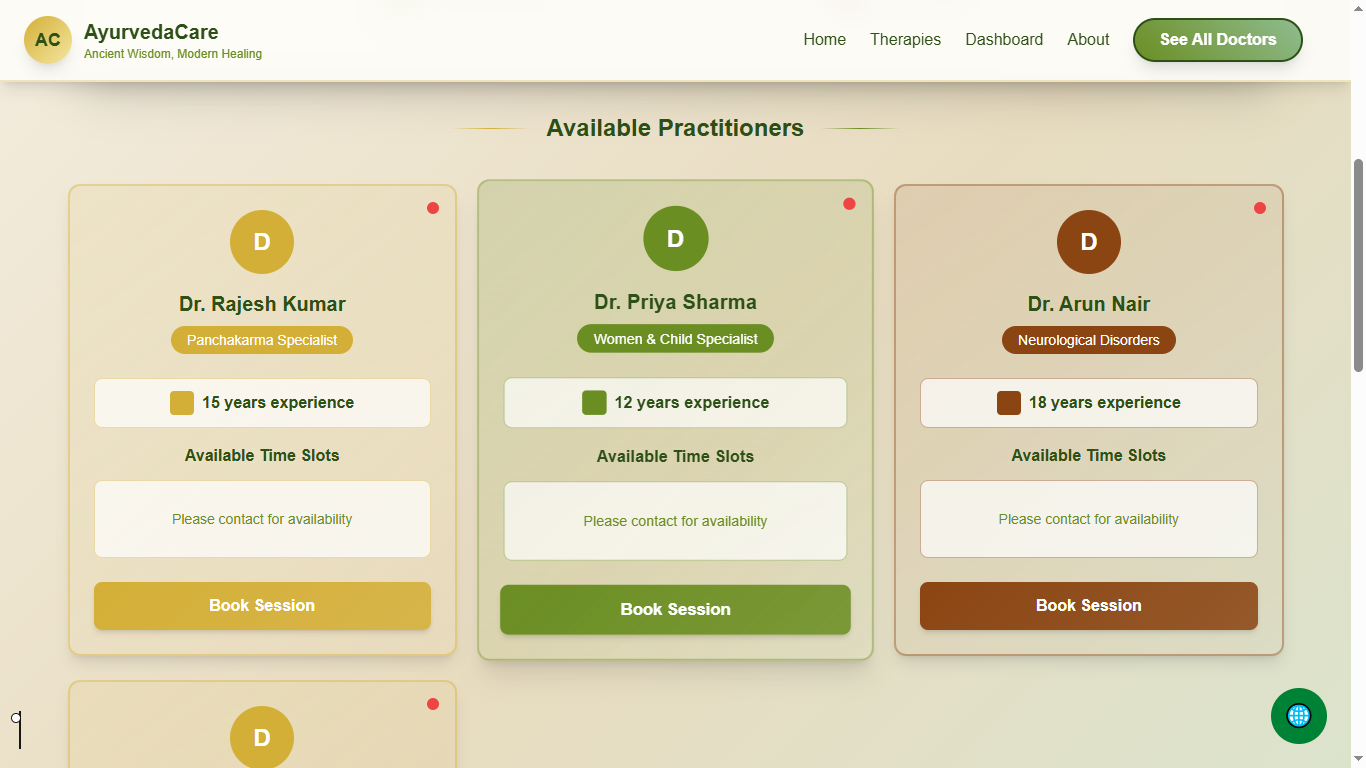 AC
AyurvedaCare
Ancient Wisdom, Modern Healing
Home
Therapies
Dashboard
About
See All Doctors
Available Practitioners
D
Dr. Rajesh Kumar
Panchakarma Specialist
15 years experience
Available Time Slots
Please contact for availability
Book Session
D
Dr. Priya Sharma
Women & Child Specialist
12 years experience
Available Time Slots
Please contact for availability
Book Session
D
Dr. Arun Nair
Neurological Disorders
18 years experience
Available Time Slots
Please contact for availability
Book Session
D